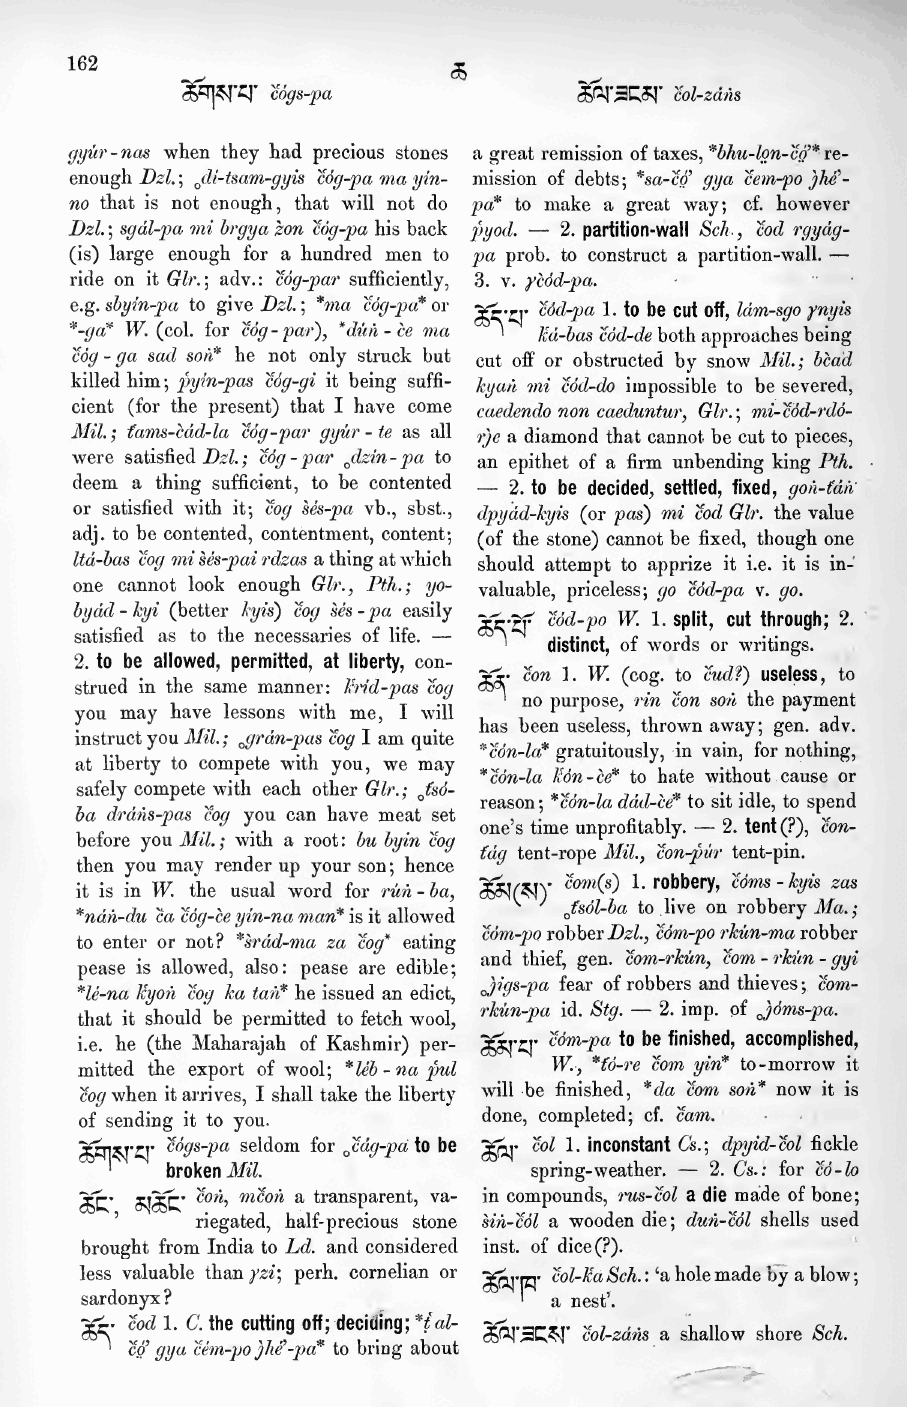 162
ཆ
ཆོགས་པ་ čógs-pa
ཆོལ་ཟངས་ čol-záṅs
gyúr-nas when they had precious stones
enough Dzl.; ₒdi-tsam-gyis čóg-pa ma yin-
no that is not enough, that will not do
Dzl.; sgál-pa mi brgya żon čóg-pa his back
(is) large enough for a hundred men to
ride on it Glr.; adv.: čóg-par sufficiently,
e.g. sbyín-pa to give Dzl.; *ma čóg-pa* or
*-ga* W. (col. for čóg-par), *dúṅ-c̀e ma
čóg-ga sad soṅ* he not only struck but
killed him; ṗyín-pas čóg-gi it being suffi-
cient (for the present) that I have come
Mil.; ťams-c̀ád-la čóg-par gyúr-te as all
were satisfied Dzl.; čóg-par ₒdzín-pa to
deem a thing sufficient, to be contented
or satisfied with it; čog šés-pa vb., sbst.,
adj. to be contented, contentment, content;
ltá-bas čog mi šés-pai rdzas a thing at which
one cannot look enough Glr., Pth.; yo-
byád-kyi (better kyis) čog šés-pa easily
satisfied as to the necessaries of life. —
2. to be allowed, permitted, at liberty, con-
strued in the same manner: ḱrid-pas čog
you may have lessons with me, I will
instruct you Mil.; ₒgrán-pas čog I am quite
at liberty to compete with you, we may
safely compete with each other Glr.; ₒťsó-
ba dráṅs-pas čog you can have meat set
before you Mil.; with a root: bu byin čog
then you may render up your son; hence
it is in W. the usual word for rúṅ-ba,
*náṅ-du ča čóg-c̀e yín-na man* is it allowed
to enter or not? *šrád-ma za čog* eating
pease is allowed, also: pease are edible;
*lé-na ḱyoṅ čog ka taṅ* he issued an edict,
that it should be permitted to fetch wool,
i.e. he (the Maharajah of Kashmir) per-
mitted the export of wool; *léb-na ṗul
čog when it arrives, I shall take the liberty
of sending it to you.
ཆོགས་པ་ čógs-pa seldom for ₒčág-pa to be
broken Mil.
ཆོང་, མཆོང་ čoṅ, mčoṅ a transparent, va-
riegated, half-precious stone
brought from India to Ld. and considered
less valuable than γzi; perh. cornelian or
sardonyx?
ཆོད་ čod 1. C. the cutting off; deciding; *ṭ́al-
čọ̄́ gya čém-po j̀hé-pa* to bring about
a great remission of taxes, *bhu-lọn-čọ̄́* re-
mission of debts; *sa-čọ̄́ gya čem-po j̀hé-
pa* to make a great way; cf. however
ṗyod. — 2. partition-wall Sch., čod rgyág-
pa prob. to construct a partition-wall. —
3. v. γc̀ód-pa.
ཆོད་པ་ čód-pa 1. to be cut off, lám-sgo γnyis
ḱá-bas čód-de both approaches being
cut off or obstructed by snow Mil.; bc̀ad
kyaṅ mi čód-do impossible to be severed,
caedendo non caeduntur, Glr.; mi-čód-rdó-
rj̀e a diamond that cannot be cut to pieces,
an epithet of a firm unbending king Pth.
— 2. to be decided, settled, fixed, goṅ-ťáṅ
dpyád-kyis (or pas) mi čod Glr. the value
(of the stone) cannot be fixed, though one
should attempt to apprize it i.e. it is in-
valuable, priceless; go čód-pa v. go.
ཆོད་པོ་ čód-po W. 1. split, cut through; 2.
distinct, of words or writings.
ཆོན་ čon 1. W. (cog. to čud?) useless, to
no purpose, rin čon soṅ the payment
has been useless, thrown away; gen. adv.
*čón-la* gratuitously, in vain, for nothing,
*čón-la ḱón-c̀e* to hate without cause or
reason; *čón-la dád-c̀e* to sit idle, to spend
one's time unprofitably. — 2. tent(?), čon-
ťág tent-rope Mil., čon-ṗúr tent-pin.
ཆོམ(ས)་ čom(s) 1. robbery, čóms-kyis zas
ₒťsól-ba to live on robbery Ma.;
čóm-po robber Dzl., čóm-po rkún-ma robber
and thief, gen. čom-rkún, čom-rkún-gyi
ₒj̀igs-pa fear of robbers and thieves; čom-
rkún-pa id. Stg. — 2. imp. of ₒj̀óms-pa.
ཆོམ་པ་ čóm-pa to be finished, accomplished,
W., *ťó-re čom yin* to-morrow it
will be finished, *da čom soṅ* now it is
done, completed; cf. čam.
ཆོལ་ čol 1. inconstant Cs.; dpyid-čol fickle
spring-weather. — 2. Cs.: for čó-lo
in compounds, rus-čol a die made of bone;
šiṅ-čól a wooden die; duṅ-čól shells used
inst. of dice(?).
ཆོལ་ཁ་ čol-ḱa Sch.: ‘a hole made by a blow;
a nest’.
ཆོལ་ཟངས་ čol-záṅs a shallow shore Sch.